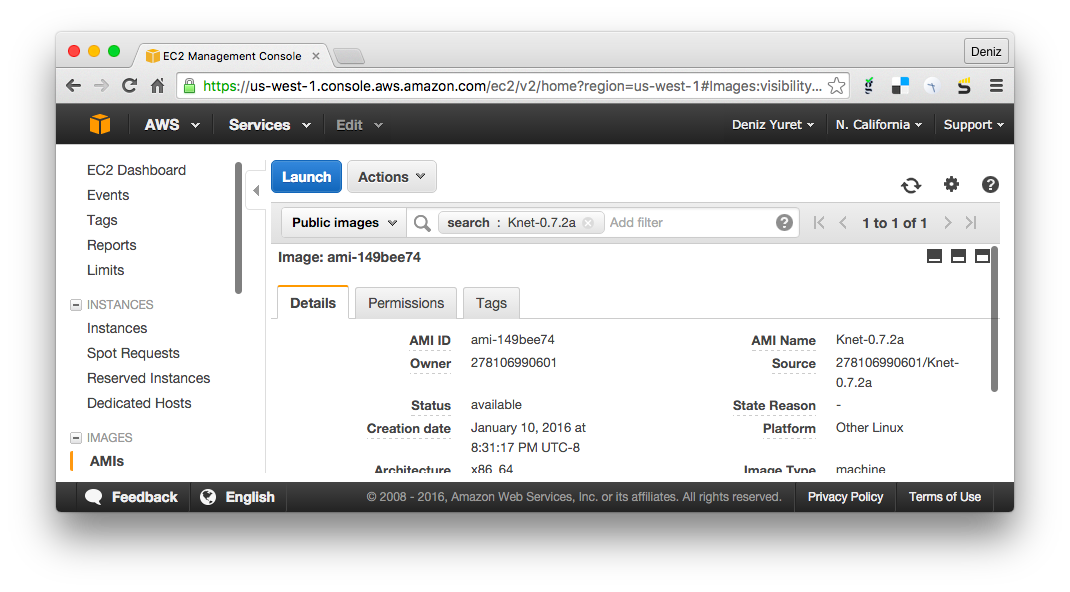 EC2 Management Console
Deniz
https://us-west-1.console.aws.amazon.com/ec2/v2/home?region=us-west-1#Images:visibility...
AWS Services Edit Deniz Yuret N. California Support
EC2 Dashboard
Events
Tags
Reports
Limits
INSTANCES
Instances
Spot Requests
Reserved Instances
Dedicated Hosts
IMAGES
AMIs
Launch Actions
Public images search : Knet-0.7.2a Add filter 1 to 1 of 1
Image: ami-149bee74
Details Permissions Tags
AMI ID ami-149bee74 AMI Name Knet-0.7.2a
Owner 278106990601 Source 278106990601/Knet-
0.7.2a
Status available State Reason -
Creation date January 10, 2016 at Platform Other Linux
8:31:17 PM UTC-8
Architecture x86_64 Image Type machine
Feedback English © 2008 - 2016, Amazon Web Services, Inc. or its affiliates. All rights reserved. Privacy Policy Terms of Use